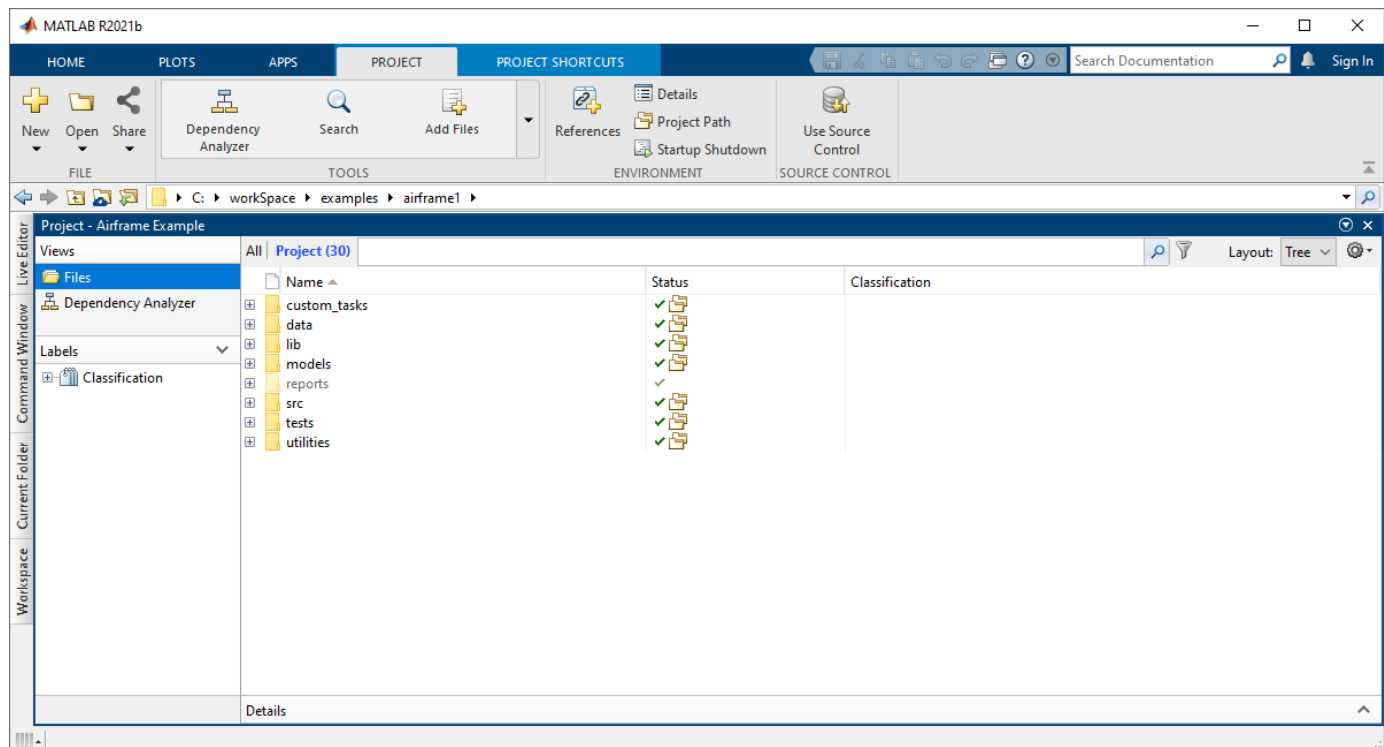 MATLAB R2021b
HOME PLOTS APPS PROJECT PROJECT SHORTCUTS Search Documentation Sign In
New Open Share Dependency Analyzer Search Add Files References Details Project Path Startup Shutdown Use Source Control
FILE TOOLS ENVIRONMENT SOURCE CONTROL
C: workSpace examples airframe1
Project - Airframe Example
Views All Project (30) Layout: Tree
Files Name Status Classification
Dependency Analyzer custom_tasks
data
lib
Labels
models
Classification
reports
src
tests
utilities
Details
Live Editor
Command Window
Current Folder
Workspace